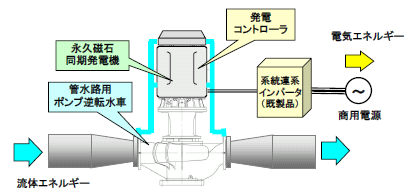 発電
コントローラ
電気エネルギー
永久磁石
同期発電機
系統連系
インバータ
(既製品)
～
商用電源
管水路用
ポンプ逆転水車
流体エネルギー